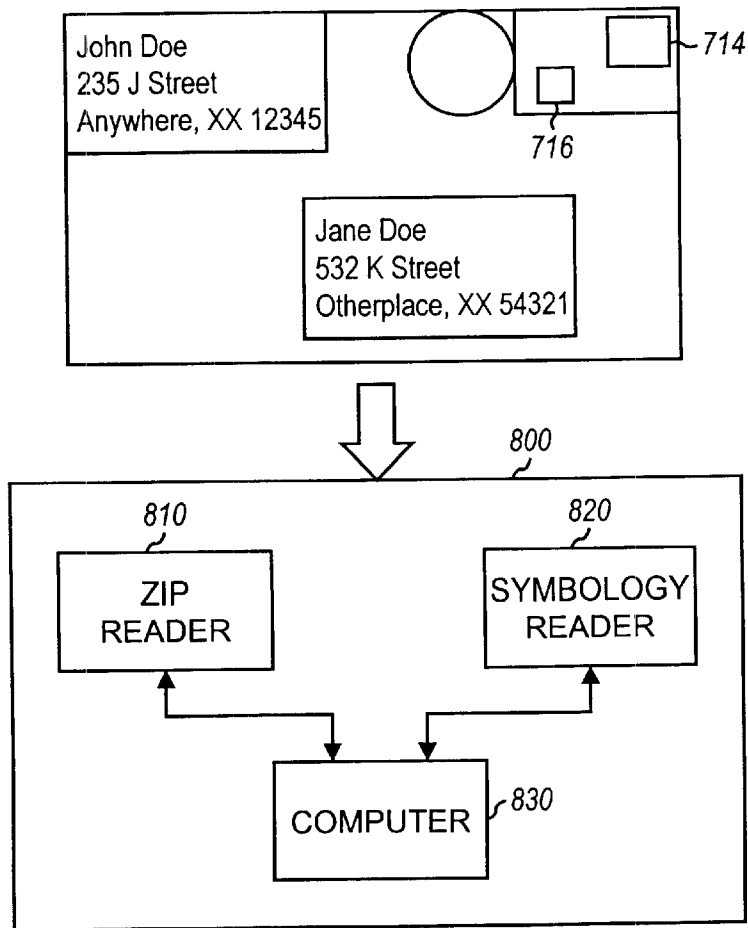 John Doe
235 J Street
Anywhere, XX 12345
714
716
Jane Doe
532 K Street
Otherplace, XX 54321
800
810
820
ZIP
READER
SYMBOLOGY
READER
COMPUTER
830